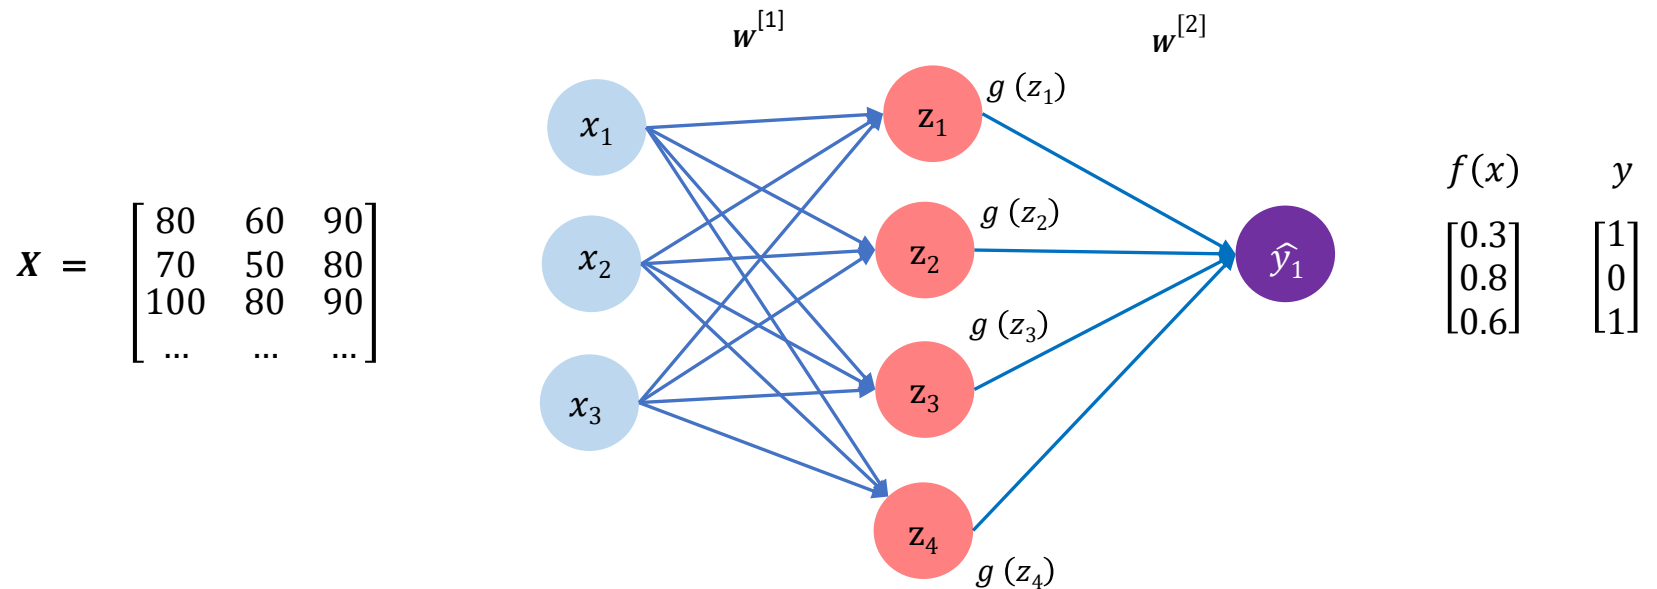 X =
80 60 90
70 50 80
100 80 90
... ... ...
w[1]
w[2]
x1
x2
x3
z1
z2
z3
z4
g (z1)
g (z2)
g (z3)
g (z4)
ŷ1
f(x) y
0.3 1
0.8 0
0.6 1